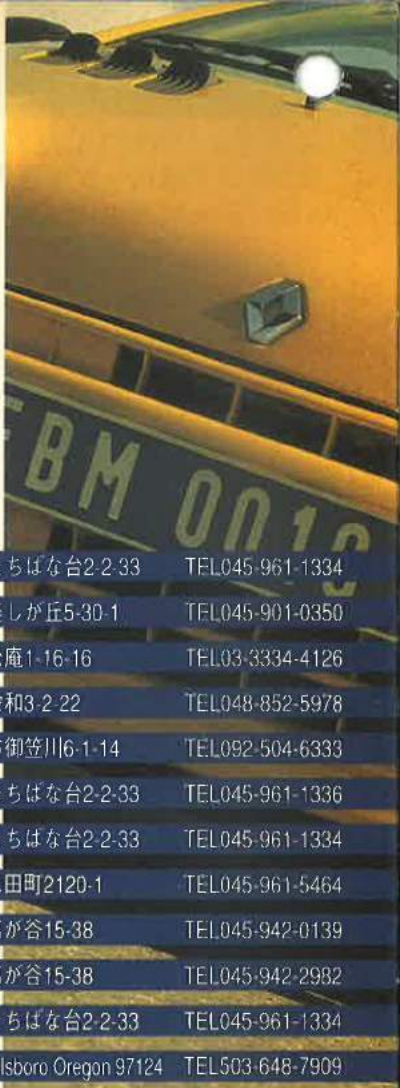 BM 0010
ちばな台2-2-33 TEL045-961-1334
しが丘5-30-1 TEL045-901-0350
庵1-16-16 TEL03-3334-4126
和3-2-22 TEL048-852-5978
御笠川6-1-14 TEL092-504-6333
ちばな台2-2-33 TEL045-961-1336
ちばな台2-2-33 TEL045-961-1334
田町2120-1 TEL045-961-5464
が谷15-38 TEL045-942-0139
が谷15-38 TEL045-942-2982
ちばな台2-2-33 TEL045-961-1334
lsboro Oregon 97124 TEL503-648-7909